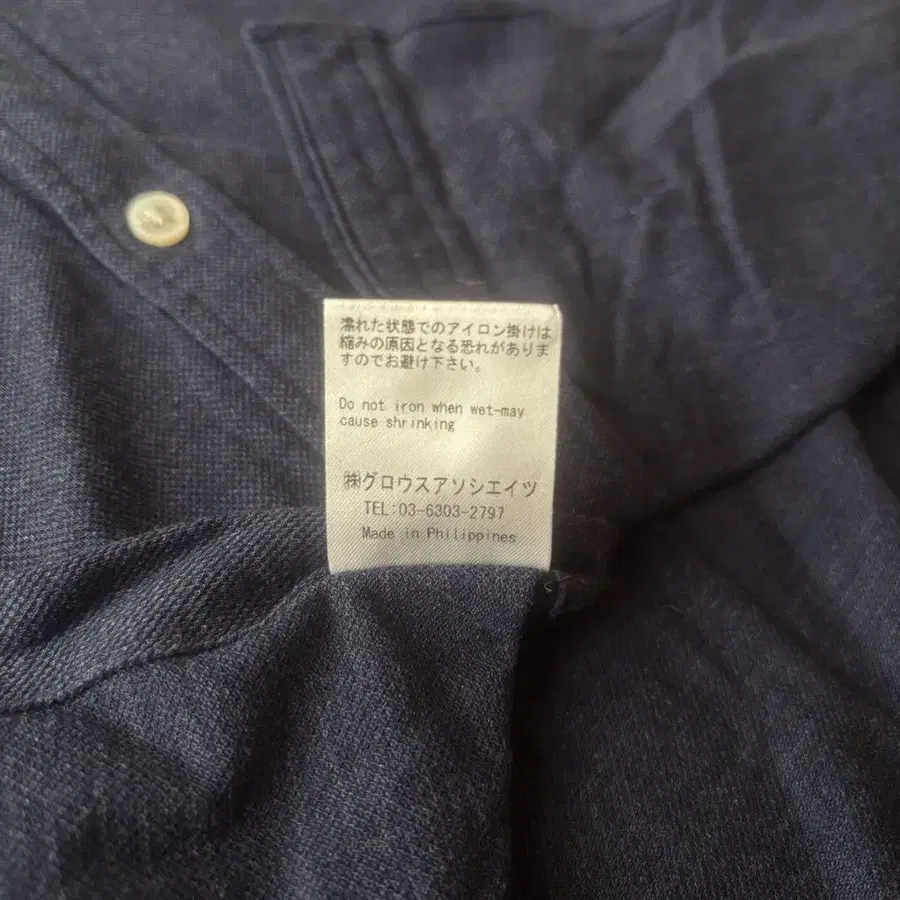 濡れた状態でのアイロン掛けは
縮みの原因となる恐れがありま
すのでお避け下さい。
Do not iron when wet-may
cause shrinking
㈱グロウスアソシエイツ
TEL:03-6303-2797
Made in Philippines